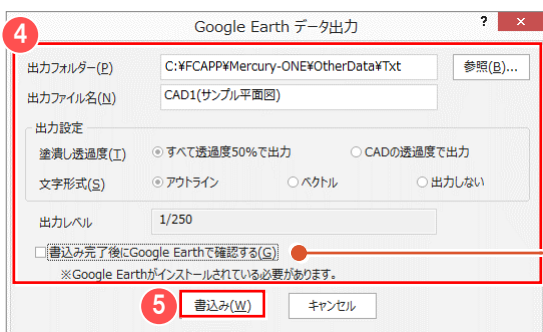 4
Google Earth データ出力 ? ×
出力フォルダー(P) C:¥FCAPP¥Mercury-ONE¥OtherData¥Txt 参照(B)...
出力ファイル名(N) CAD1(サンプル平面図)
出力設定
塗潰し透過度(T) すべて透過度50%で出力 CADの透過度で出力
文字形式(S) アウトライン ベクトル 出力しない
出力レベル 1/250
書込み完了後にGoogle Earthで確認する(G)
※Google Earthがインストールされている必要があります。
5 書込み(W) キャンセル